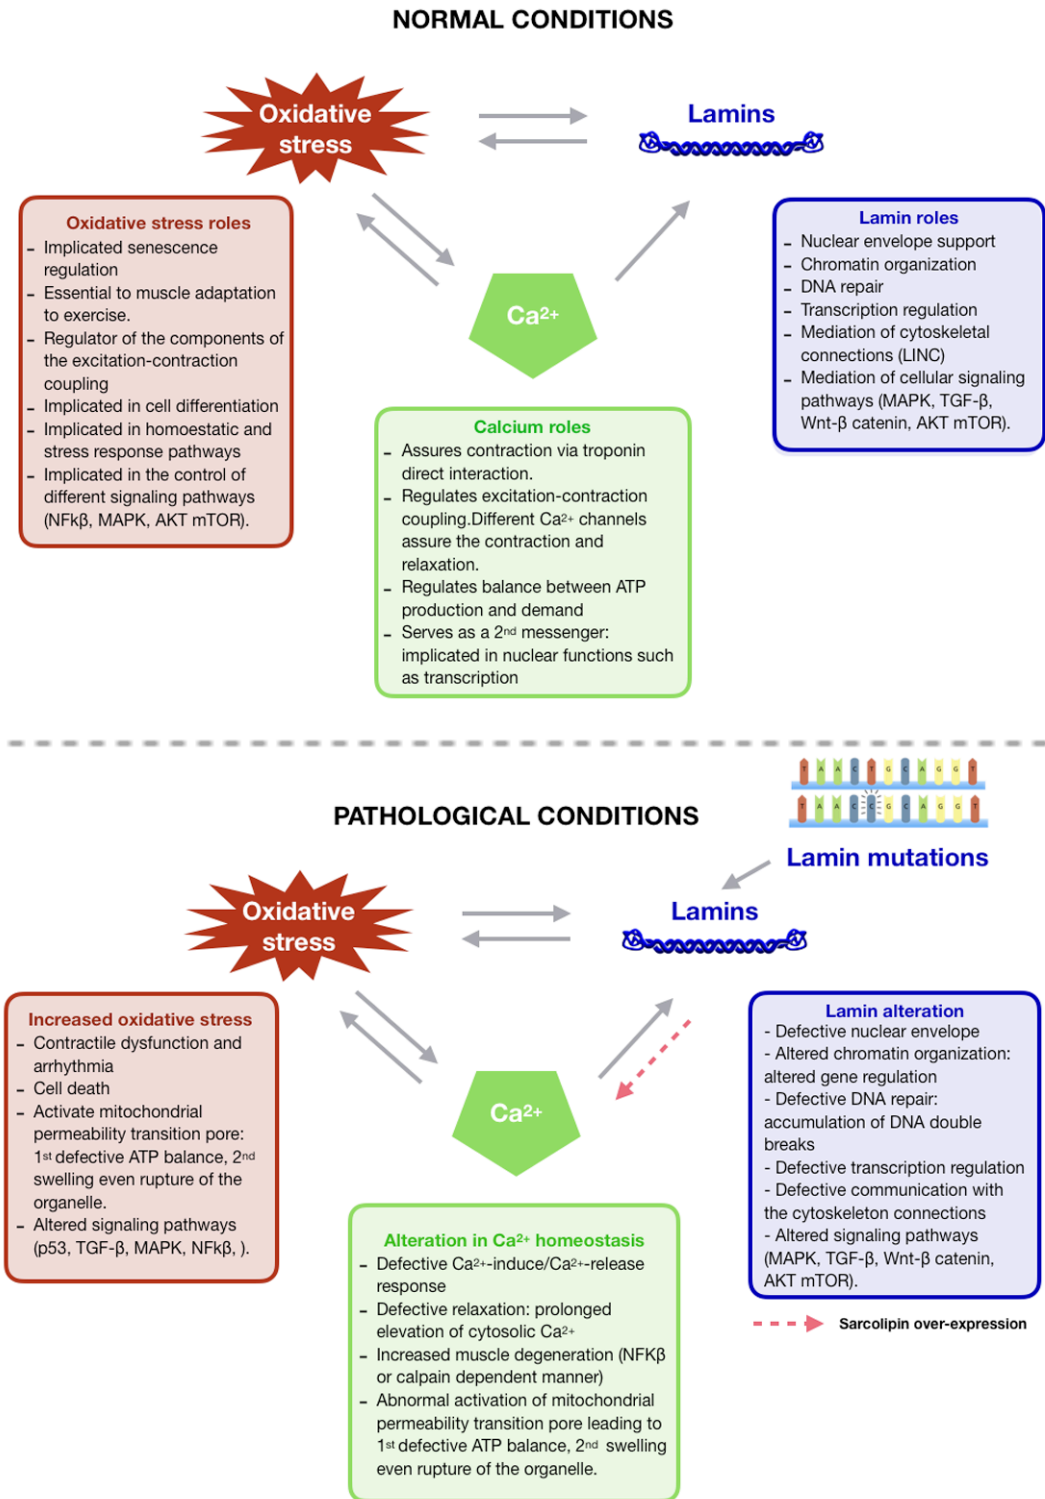 NORMAL CONDITIONS
Oxidative
stress
Lamins
Oxidative stress roles
– Implicated senescence
regulation
– Essential to muscle adaptation
to exercise.
– Regulator of the components of
the excitation-contraction
coupling
– Implicated in cell differentiation
– Implicated in homoestatic and
stress response pathways
– Implicated in the control of
different signaling pathways
(NFkβ, MAPK, AKT mTOR).
Ca²⁺
Lamin roles
– Nuclear envelope support
– Chromatin organization
– DNA repair
– Transcription regulation
– Mediation of cytoskeletal
connections (LINC)
– Mediation of cellular signaling
pathways (MAPK, TGF-β,
Wnt-β catenin, AKT mTOR).
Calcium roles
– Assures contraction via troponin
direct interaction.
– Regulates excitation-contraction
coupling.Different Ca²⁺ channels
assure the contraction and
relaxation.
– Regulates balance between ATP
production and demand
– Serves as a 2nd messenger:
implicated in nuclear functions such
as transcription
T A A C T G C A G G T
T A A C C G C A G G T
PATHOLOGICAL CONDITIONS
Lamin mutations
Oxidative
stress
Lamins
Increased oxidative stress
– Contractile dysfunction and
arrhythmia
– Cell death
– Activate mitochondrial
permeability transition pore:
1st defective ATP balance, 2nd
swelling even rupture of the
organelle.
– Altered signaling pathways
(p53, TGF-β, MAPK, NFkβ, ).
Ca²⁺
Lamin alteration
- Defective nuclear envelope
- Altered chromatin organization:
altered gene regulation
- Defective DNA repair:
accumulation of DNA double
breaks
- Defective transcription regulation
- Defective communication with
the cytoskeleton connections
- Altered signaling pathways
(MAPK, TGF-β, Wnt-β catenin,
AKT mTOR).
Alteration in Ca²⁺ homeostasis
– Defective Ca²⁺-induce/Ca²⁺-release
response
– Defective relaxation: prolonged
elevation of cytosolic Ca²⁺
– Increased muscle degeneration (NFKβ
or calpain dependent manner)
– Abnormal activation of mitochondrial
permeability transition pore leading to
1st defective ATP balance, 2nd swelling
even rupture of the organelle.
Sarcolipin over-expression